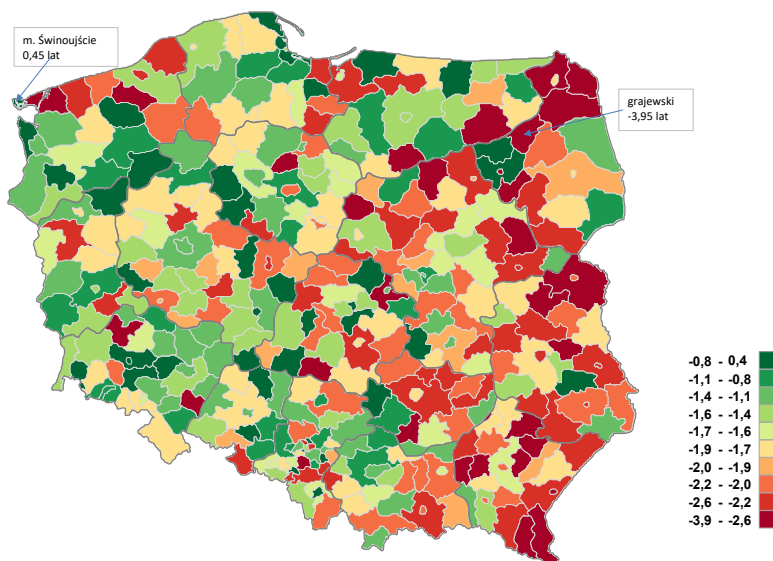 m. Świnoujście
0,45 lat
grajewski
-3,95 lat
-0,8 - 0,4
-1,1 - -0,8
-1,4 - -1,1
-1,6 - -1,4
-1,7 - -1,6
-1,9 - -1,7
-2,0 - -1,9
-2,2 - -2,0
-2,6 - -2,2
-3,9 - -2,6